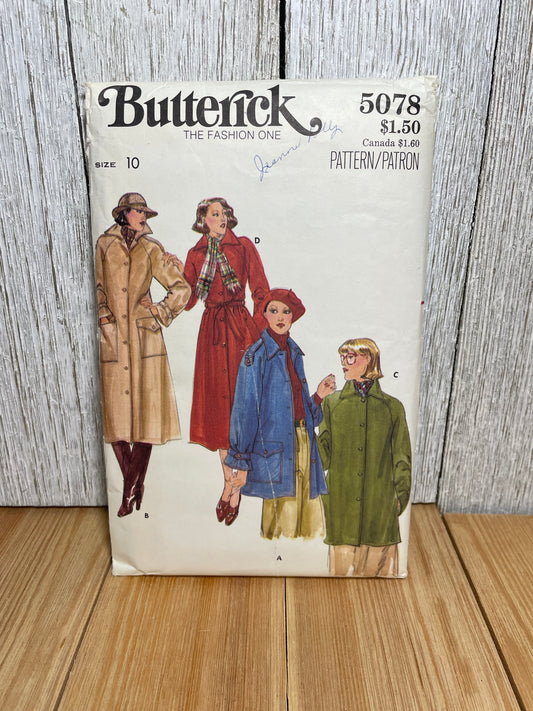 Butterick
THE FASHION ONE
5078
$1.50
Canada $1.60
PATTERN/PATRON
SIZE 10
D
C
B
A